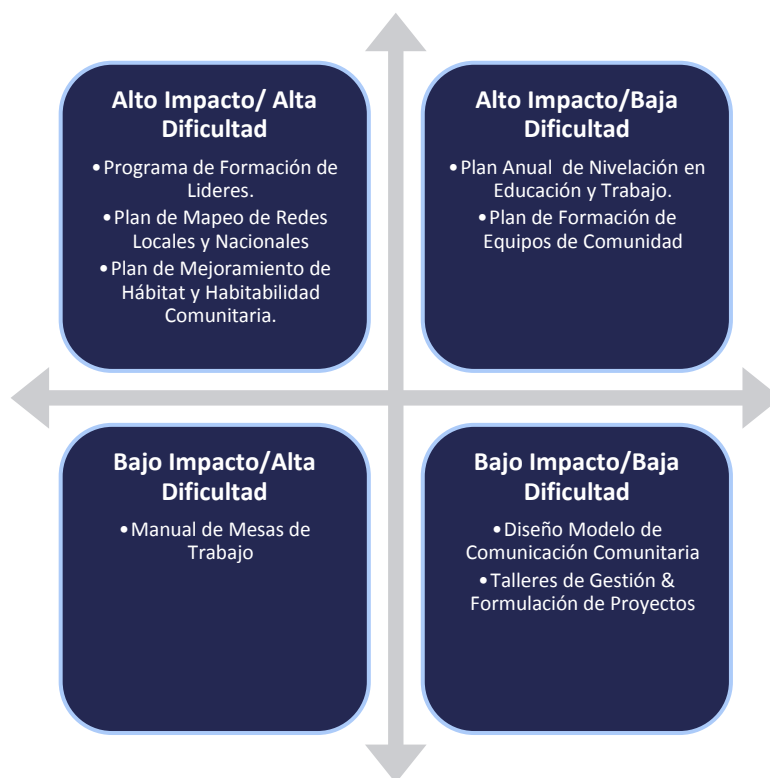 Alto Impacto/ Alta
Dificultad
•Programa de Formación de
Lideres.
•Plan de Mapeo de Redes
Locales y Nacionales
•Plan de Mejoramiento de
Hábitat y Habitabilidad
Comunitaria.
Alto Impacto/Baja
Dificultad
•Plan Anual de Nivelación en
Educación y Trabajo.
•Plan de Formación de
Equipos de Comunidad
Bajo Impacto/Alta
Dificultad
•Manual de Mesas de
Trabajo
Bajo Impacto/Baja
Dificultad
•Diseño Modelo de
Comunicación Comunitaria
•Talleres de Gestión &
Formulación de Proyectos